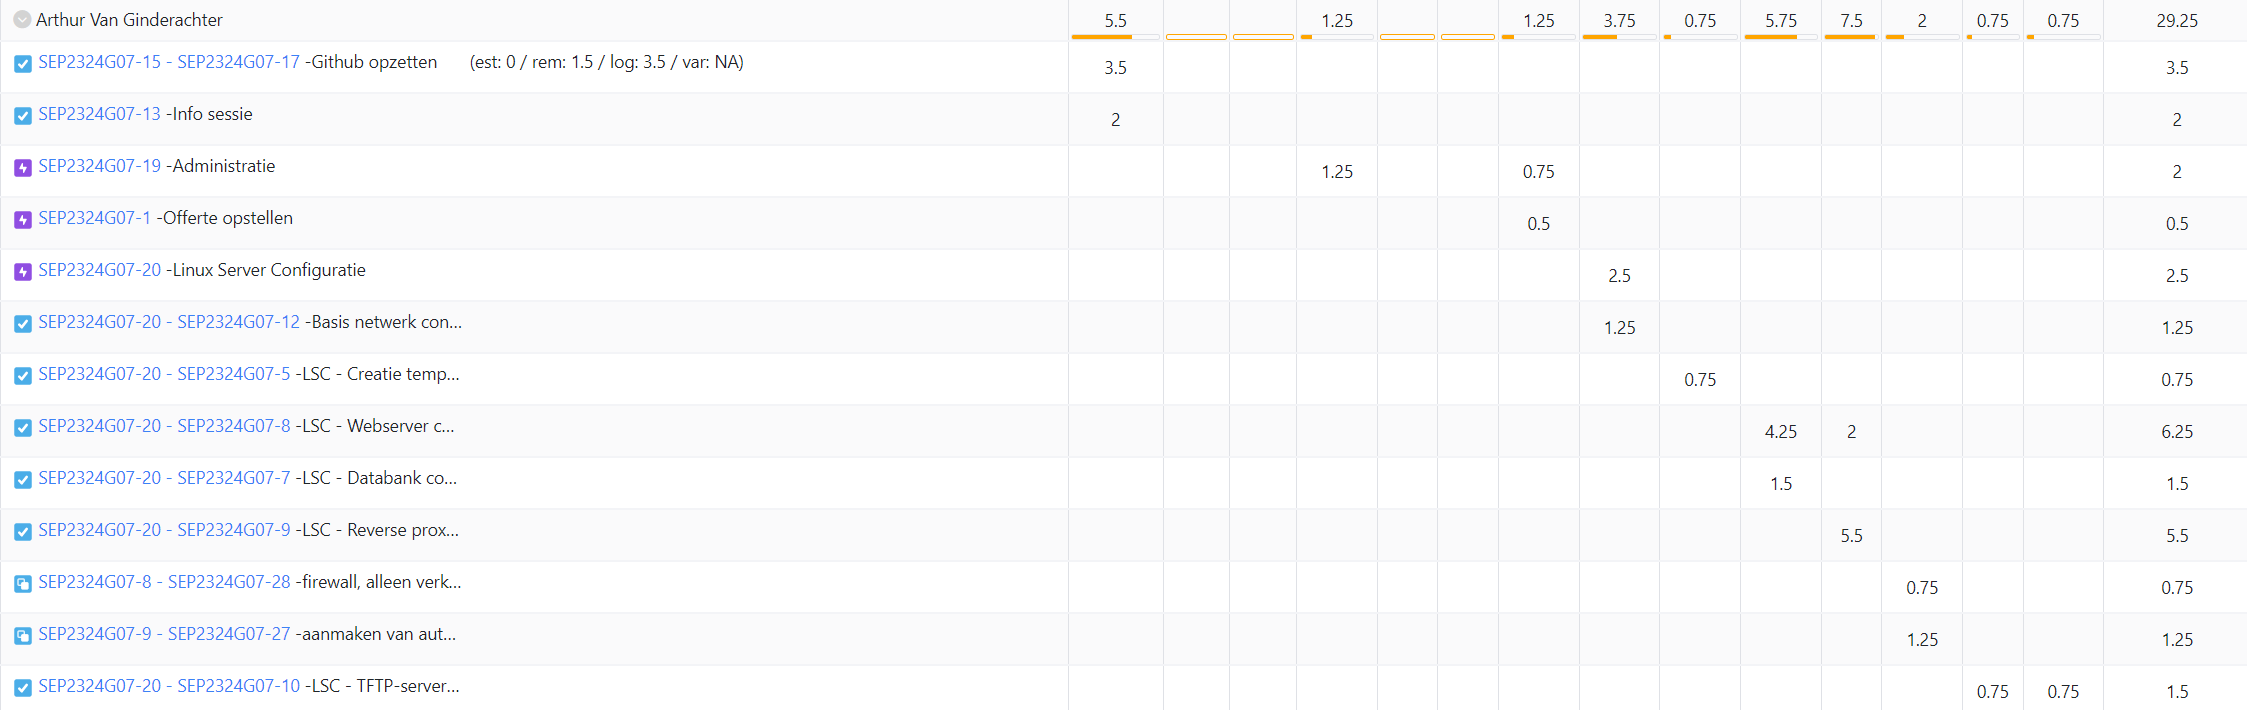 Arthur Van Ginderachter 5.5 1.25 1.25 3.75 0.75 5.75 7.5 2 0.75 0.75 29.25
SEP2324G07-15 - SEP2324G07-17 -Github opzetten (est: 0 / rem: 1.5 / log: 3.5 / var: NA) 3.5 3.5
SEP2324G07-13 -Info sessie 2 2
SEP2324G07-19 -Administratie 1.25 0.75 2
SEP2324G07-1 -Offerte opstellen 0.5 0.5
SEP2324G07-20 -Linux Server Configuratie 2.5 2.5
SEP2324G07-20 - SEP2324G07-12 -Basis netwerk con... 1.25 1.25
SEP2324G07-20 - SEP2324G07-5 -LSC - Creatie temp... 0.75 0.75
SEP2324G07-20 - SEP2324G07-8 -LSC - Webserver c... 4.25 2 6.25
SEP2324G07-20 - SEP2324G07-7 -LSC - Databank co... 1.5 1.5
SEP2324G07-20 - SEP2324G07-9 -LSC - Reverse prox... 5.5 5.5
SEP2324G07-8 - SEP2324G07-28 -firewall, alleen verk... 0.75 0.75
SEP2324G07-9 - SEP2324G07-27 -aanmaken van aut... 1.25 1.25
SEP2324G07-20 - SEP2324G07-10 -LSC - TFTP-server... 0.75 0.75 1.5